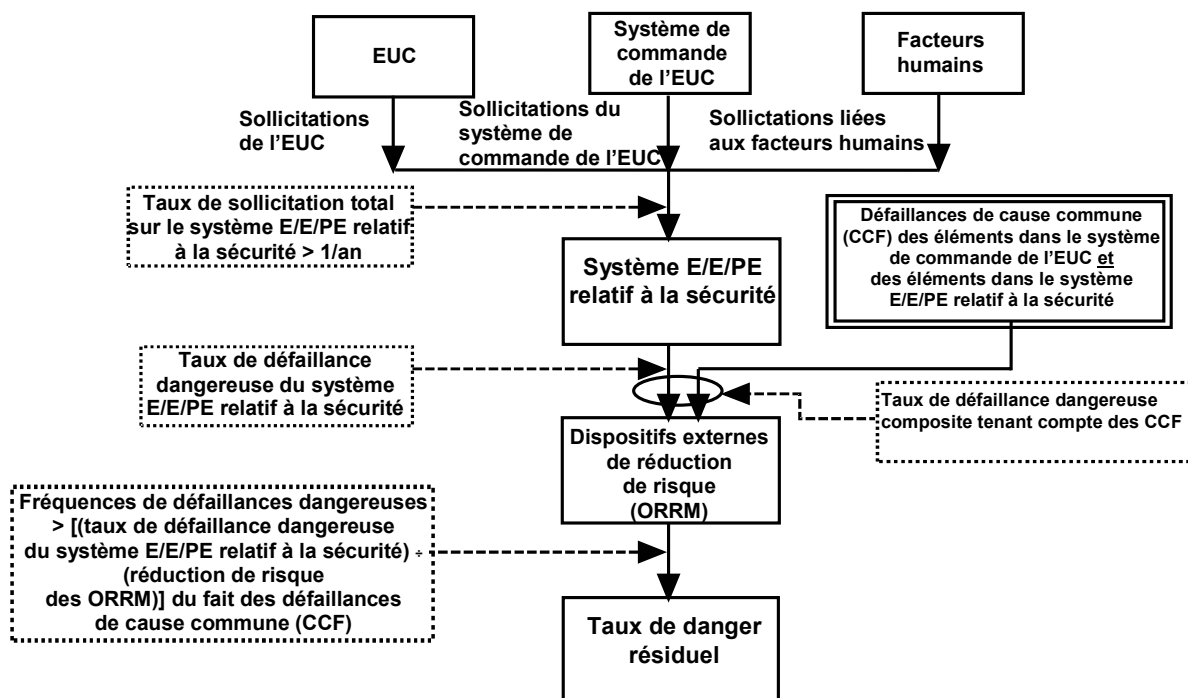 EUC
Système de
commande
de l'EUC
Facteurs
humains
Sollicitations
de l'EUC
Sollicitations du
système de
commande de l'EUC
Sollictations liées
aux facteurs humains
Taux de sollicitation total
sur le système E/E/PE relatif
à la sécurité > 1/an
Défaillances de cause commune
(CCF) des éléments dans le système
de commande de l'EUC et
des éléments dans le système
E/E/PE relatif à la sécurité
Système E/E/PE
relatif à la sécurité
Taux de défaillance
dangereuse du système
E/E/PE relatif à la sécurité
Taux de défaillance dangereuse
composite tenant compte des CCF
Dispositifs externes
de réduction
de risque
(ORRM)
Fréquences de défaillances dangereuses
> [(taux de défaillance dangereuse
du système E/E/PE relatif à la sécurité) ÷
(réduction de risque
des ORRM)] du fait des défaillances
de cause commune (CCF)
Taux de danger
résiduel